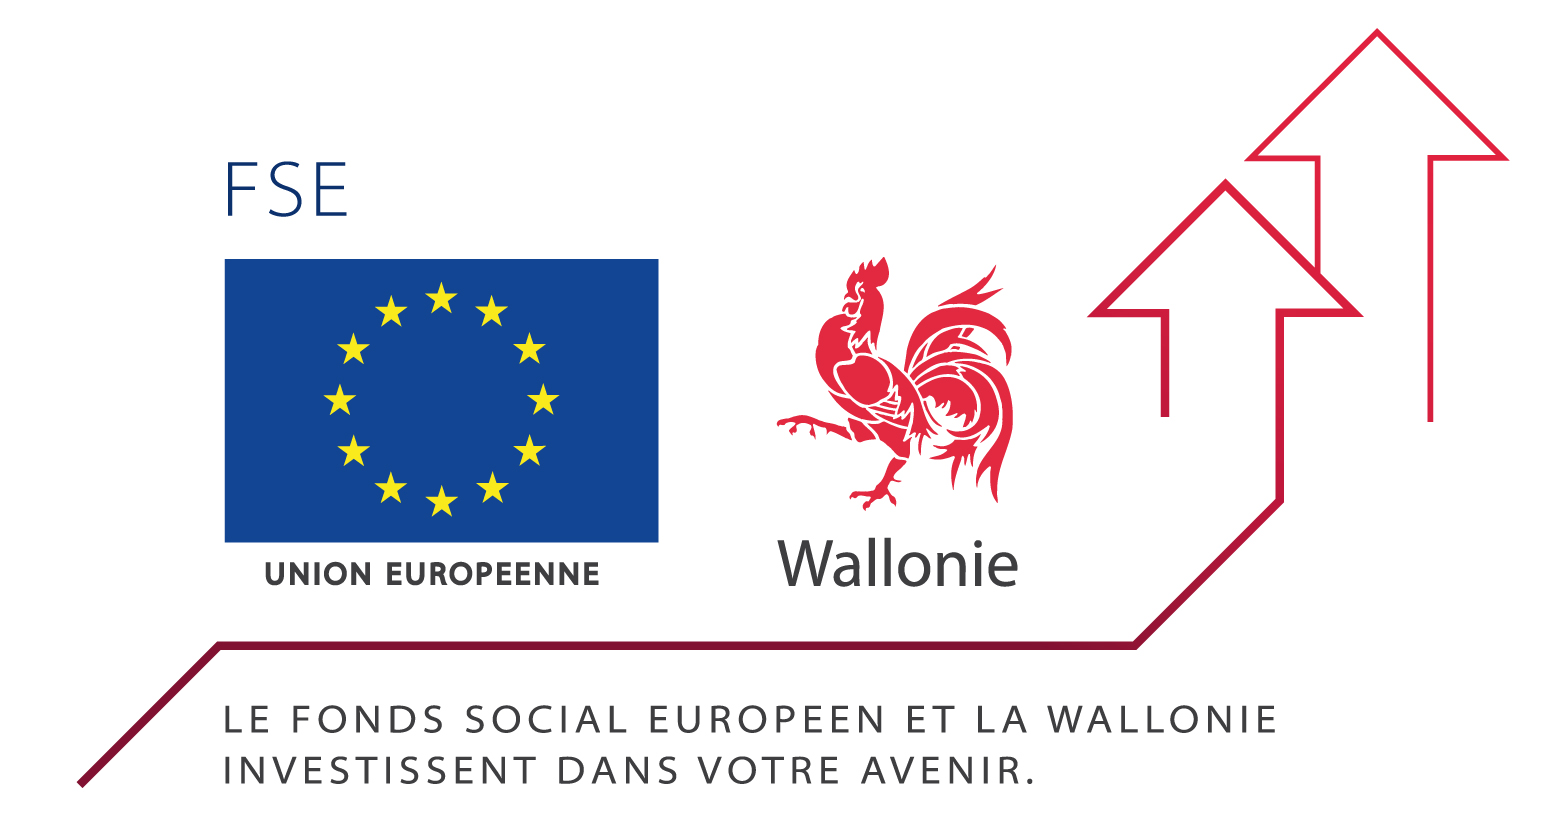 FSE
UNION EUROPEENNE
Wallonie
LE FONDS SOCIAL EUROPEEN ET LA WALLONIE
INVESTISSENT DANS VOTRE AVENIR.